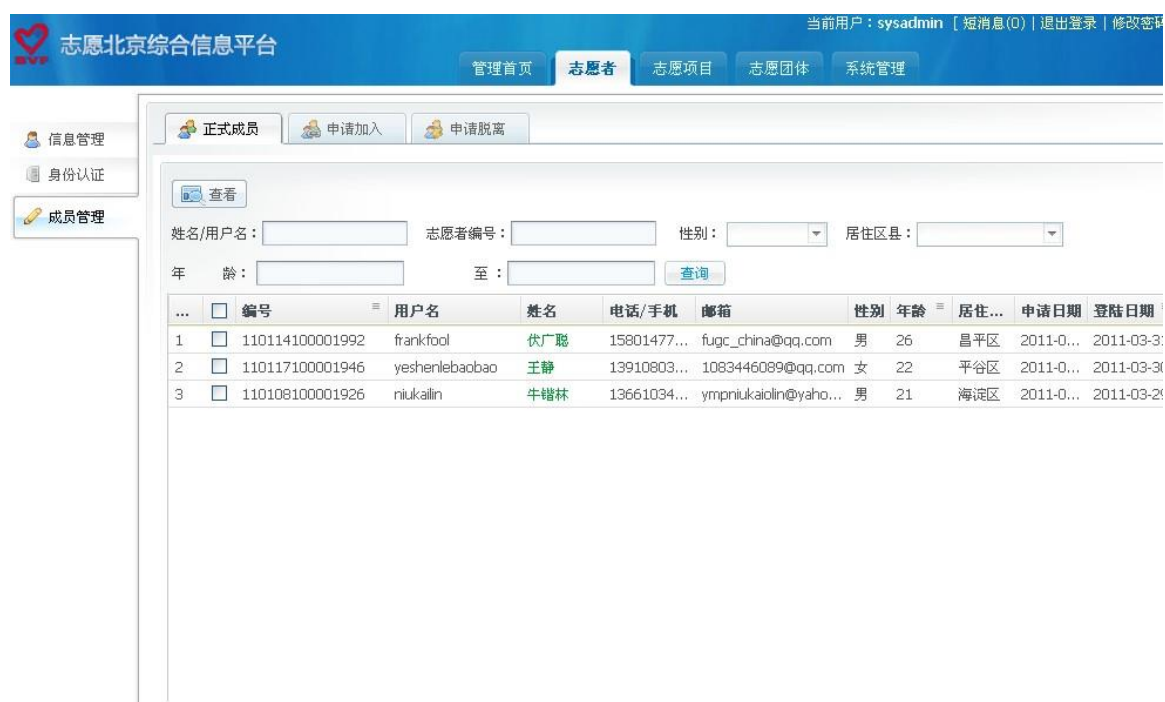 当前用户：sysadmin [ 短消息(0) | 退出登录 | 修改密码
BVF 志愿北京综合信息平台
管理首页 志愿者 志愿项目 志愿团体 系统管理
信息管理
身份认证
成员管理
正式成员 申请加入 申请脱离
查看
姓名/用户名： 志愿者编号： 性别： 居住区县：
年 龄： 至： 查询
... 编号 用户名 姓名 电话/手机 邮箱 性别 年龄 居住... 申请日期 登陆日期
1 110114100001992 frankfool 伏广聪 15801477... fugc_china@qq.com 男 26 昌平区 2011-0... 2011-03-31
2 110117100001946 yeshenlebaobao 王静 13910803... 1083446089@qq.com 女 22 平谷区 2011-0... 2011-03-30
3 110108100001926 niukailin 牛锴林 13661034... ympniukaiolin@yaho... 男 21 海淀区 2011-0... 2011-03-29